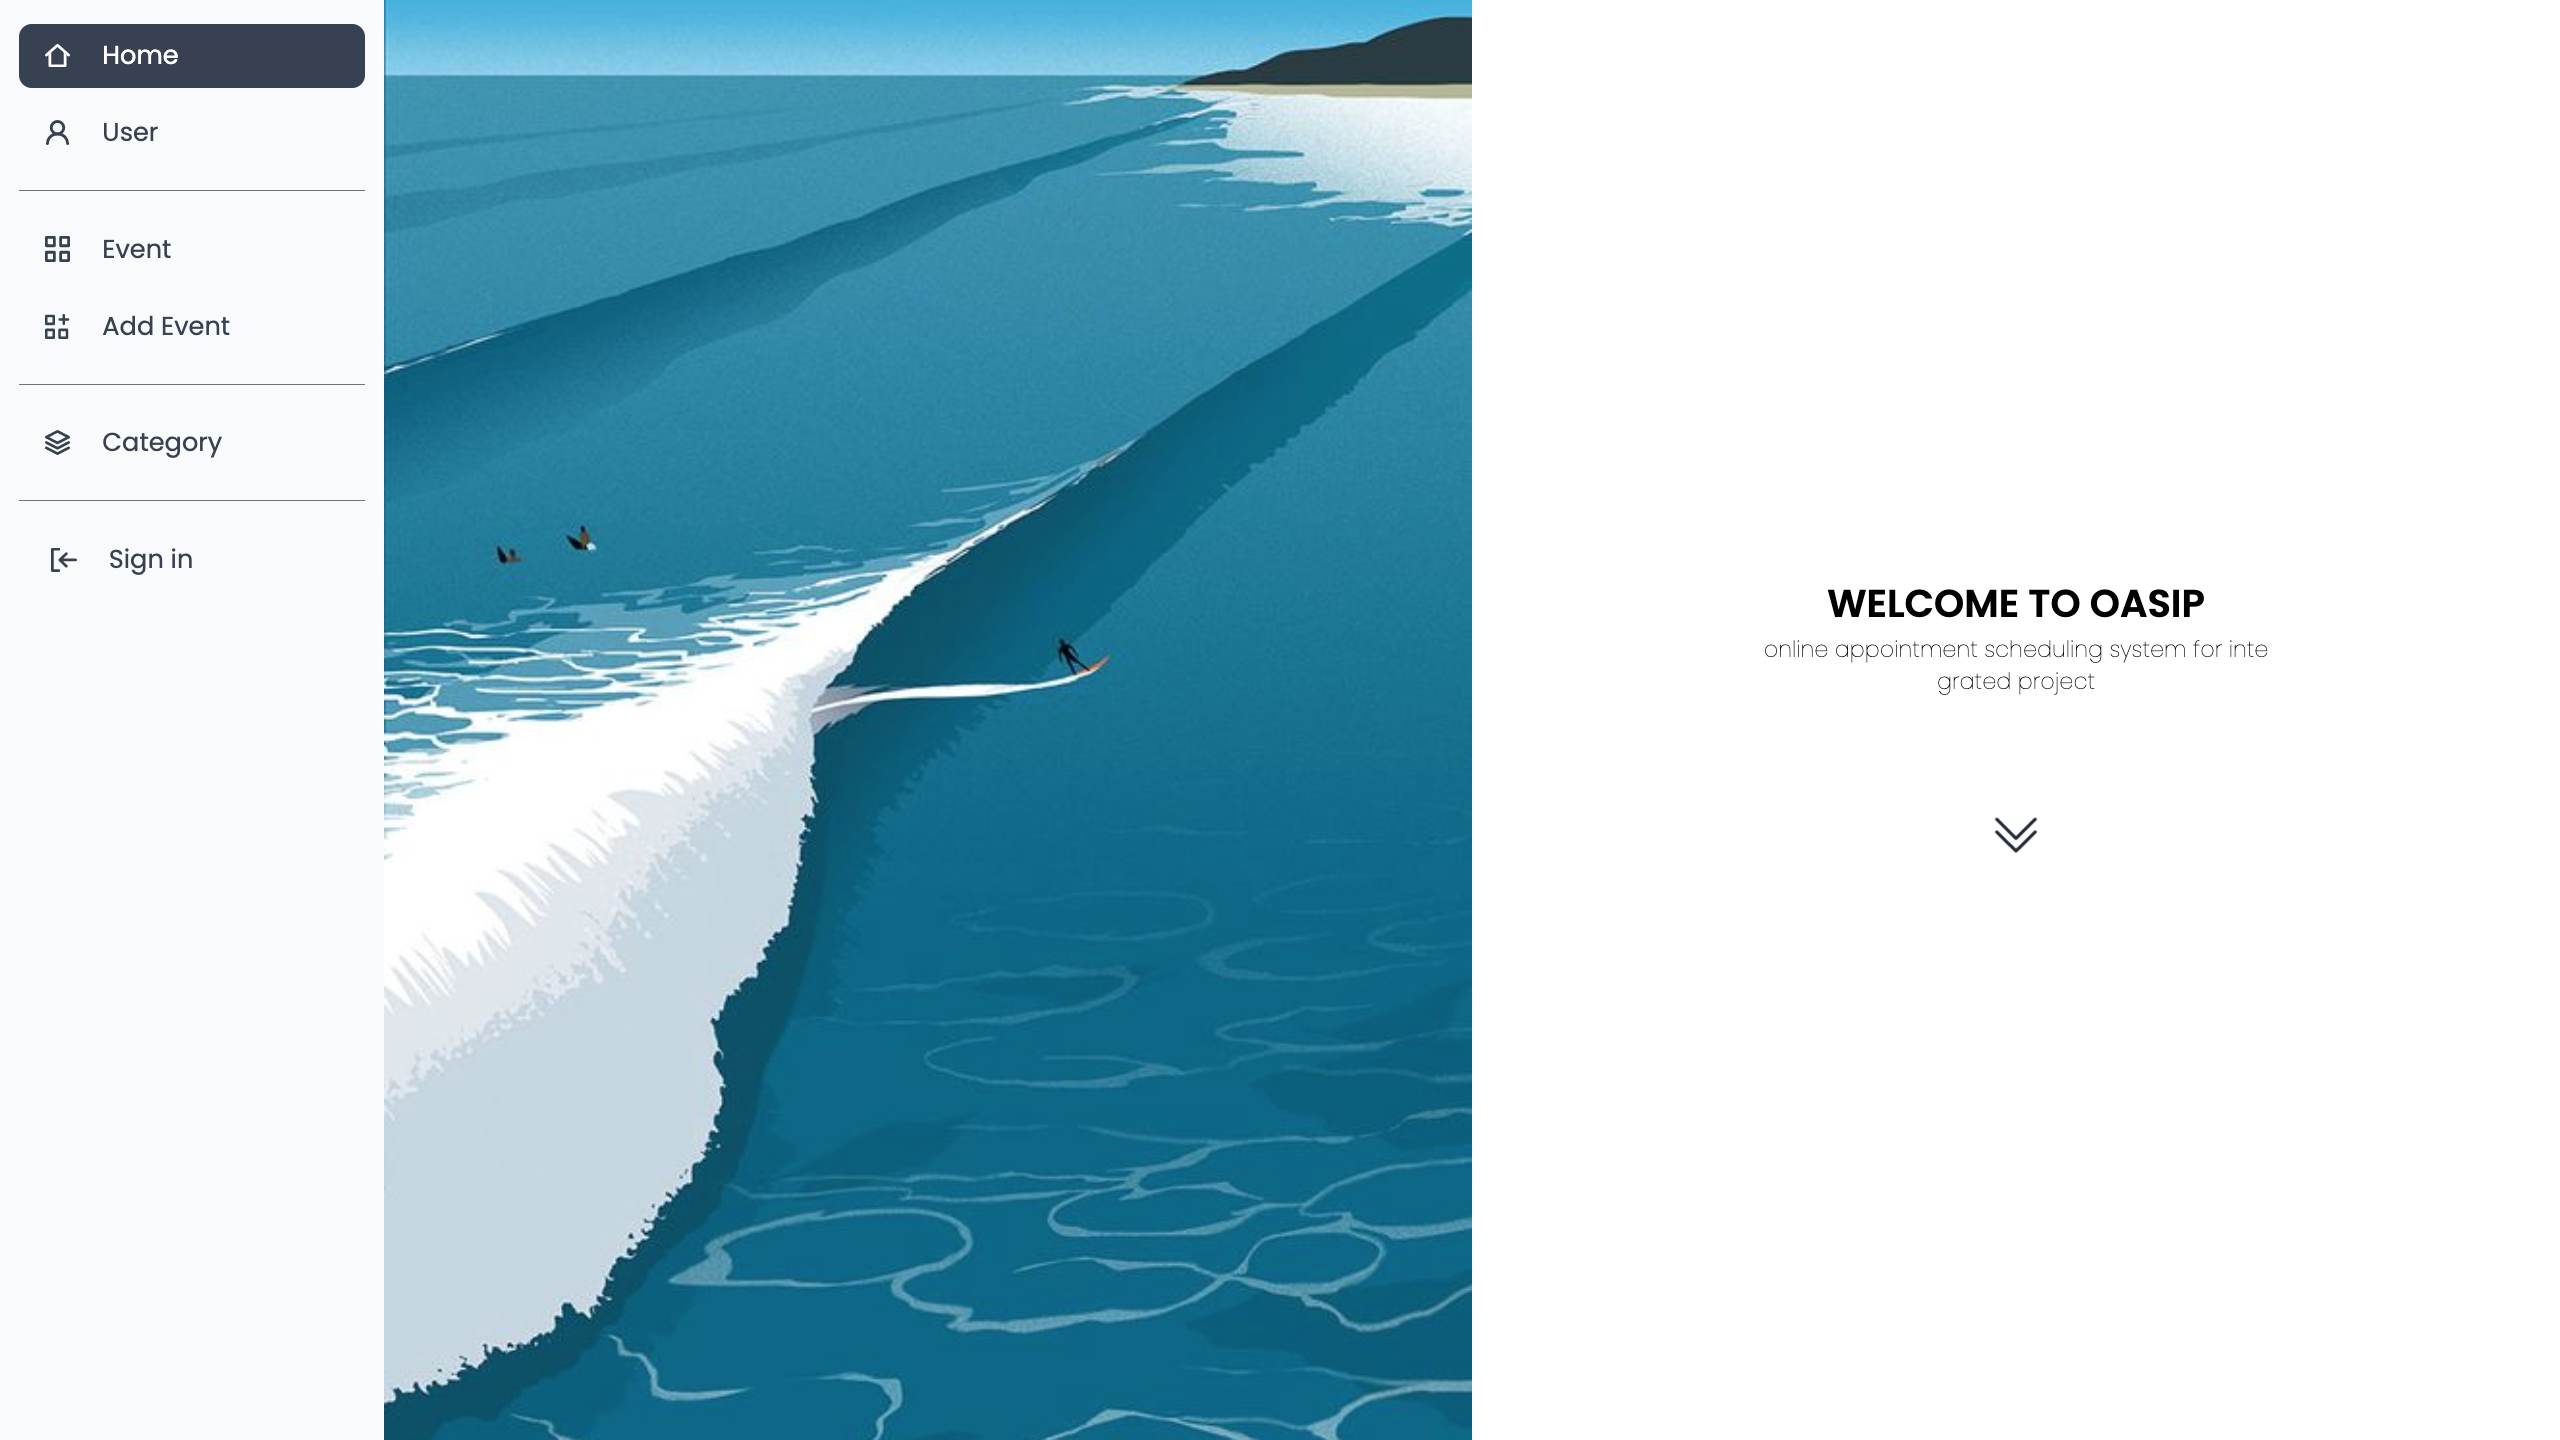 Home
User
Event
Add Event
Category
Sign in
WELCOME TO OASIP
online appointment scheduling system for inte
grated project